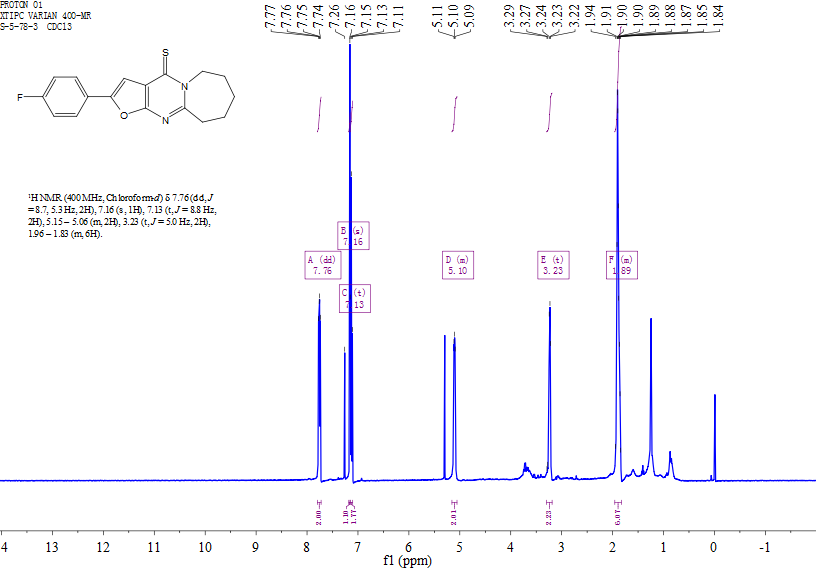 PROTON 01
XTIPC VARIAN 400-MR
S-5-78-3 CDCl3
7.77
7.76
7.75
7.74
7.26
7.16
7.15
7.13
7.11
5.11
5.10
5.09
3.29
3.27
3.24
3.23
3.22
1.94
1.91
1.90
1.90
1.89
1.88
1.87
1.85
1.84
S
F
N
O
N
¹H NMR (400 MHz, Chloroform-d) δ 7.76 (dd, J
= 8.7, 5.3 Hz, 2H), 7.16 (s, 1H), 7.13 (t, J = 8.8 Hz,
2H), 5.15 – 5.06 (m, 2H), 3.23 (t, J = 5.0 Hz, 2H),
1.96 – 1.83 (m, 6H).
B (s)
7.16
A (dd)
7.76
D (m)
5.10
E (t)
3.23
F (m)
1.89
C (t)
7.13
2.00
1.10
1.77
2.01
2.23
6.07
4 13 12 11 10 9 8 7 6 5 4 3 2 1 0 -1
f1 (ppm)